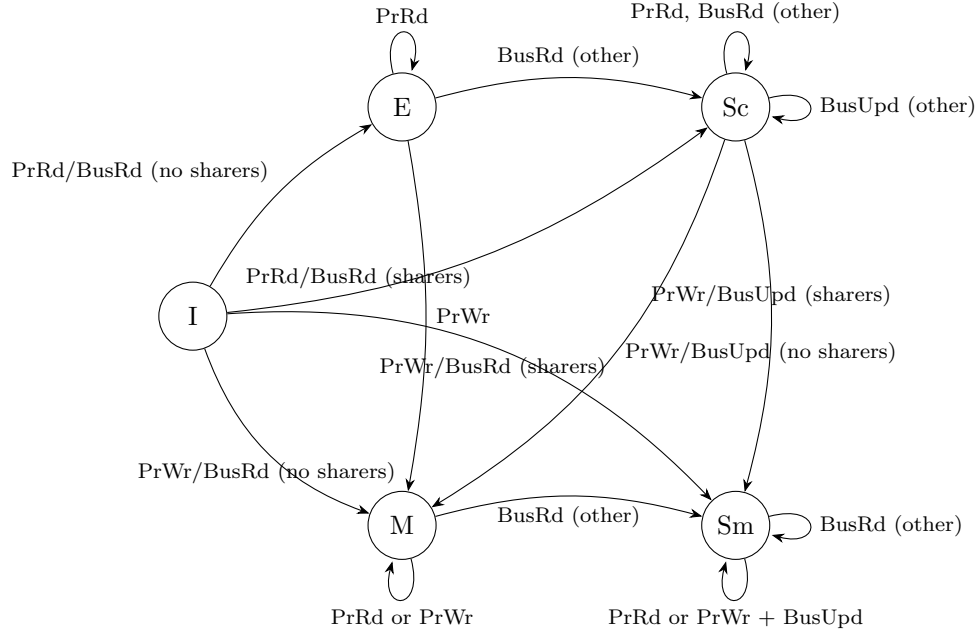 PrRd
PrRd, BusRd (other)
BusRd (other)
E
Sc
BusUpd (other)
PrRd/BusRd (no sharers)
PrRd/BusRd (sharers)
PrWr/BusUpd (sharers)
I
PrWr
PrWr/BusUpd (no sharers)
PrWr/BusRd (sharers)
PrWr/BusRd (no sharers)
BusRd (other)
M
Sm
BusRd (other)
PrRd or PrWr
PrRd or PrWr + BusUpd